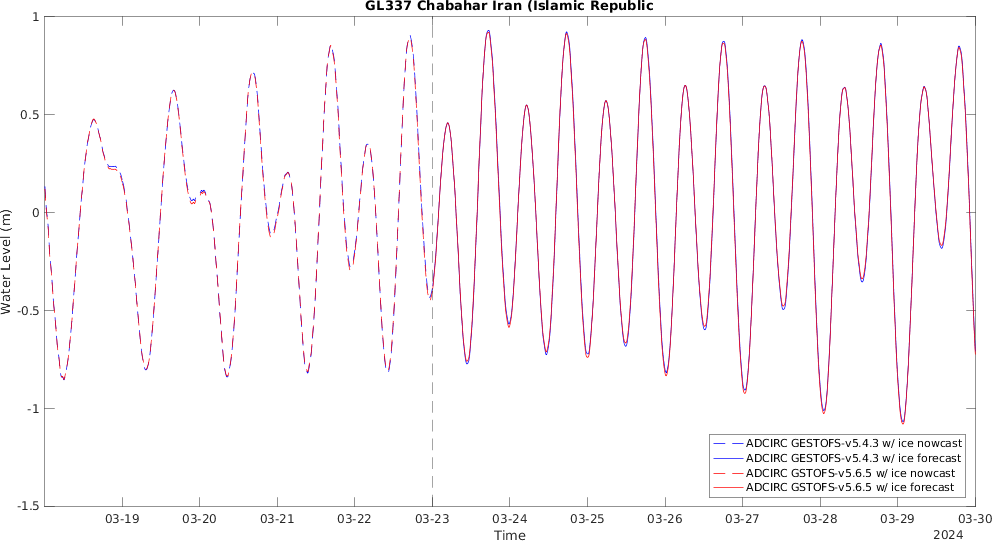 GL337 Chabahar Iran (Islamic Republic
Water Level (m)
1
0.5
0
-0.5
-1
-1.5
03-19 03-20 03-21 03-22 03-23 03-24 03-25 03-26 03-27 03-28 03-29 03-30
Time
2024
ADCIRC GESTOFS-v5.4.3 w/ ice nowcast
ADCIRC GESTOFS-v5.4.3 w/ ice forecast
ADCIRC GSTOFS-v5.6.5 w/ ice nowcast
ADCIRC GSTOFS-v5.6.5 w/ ice forecast